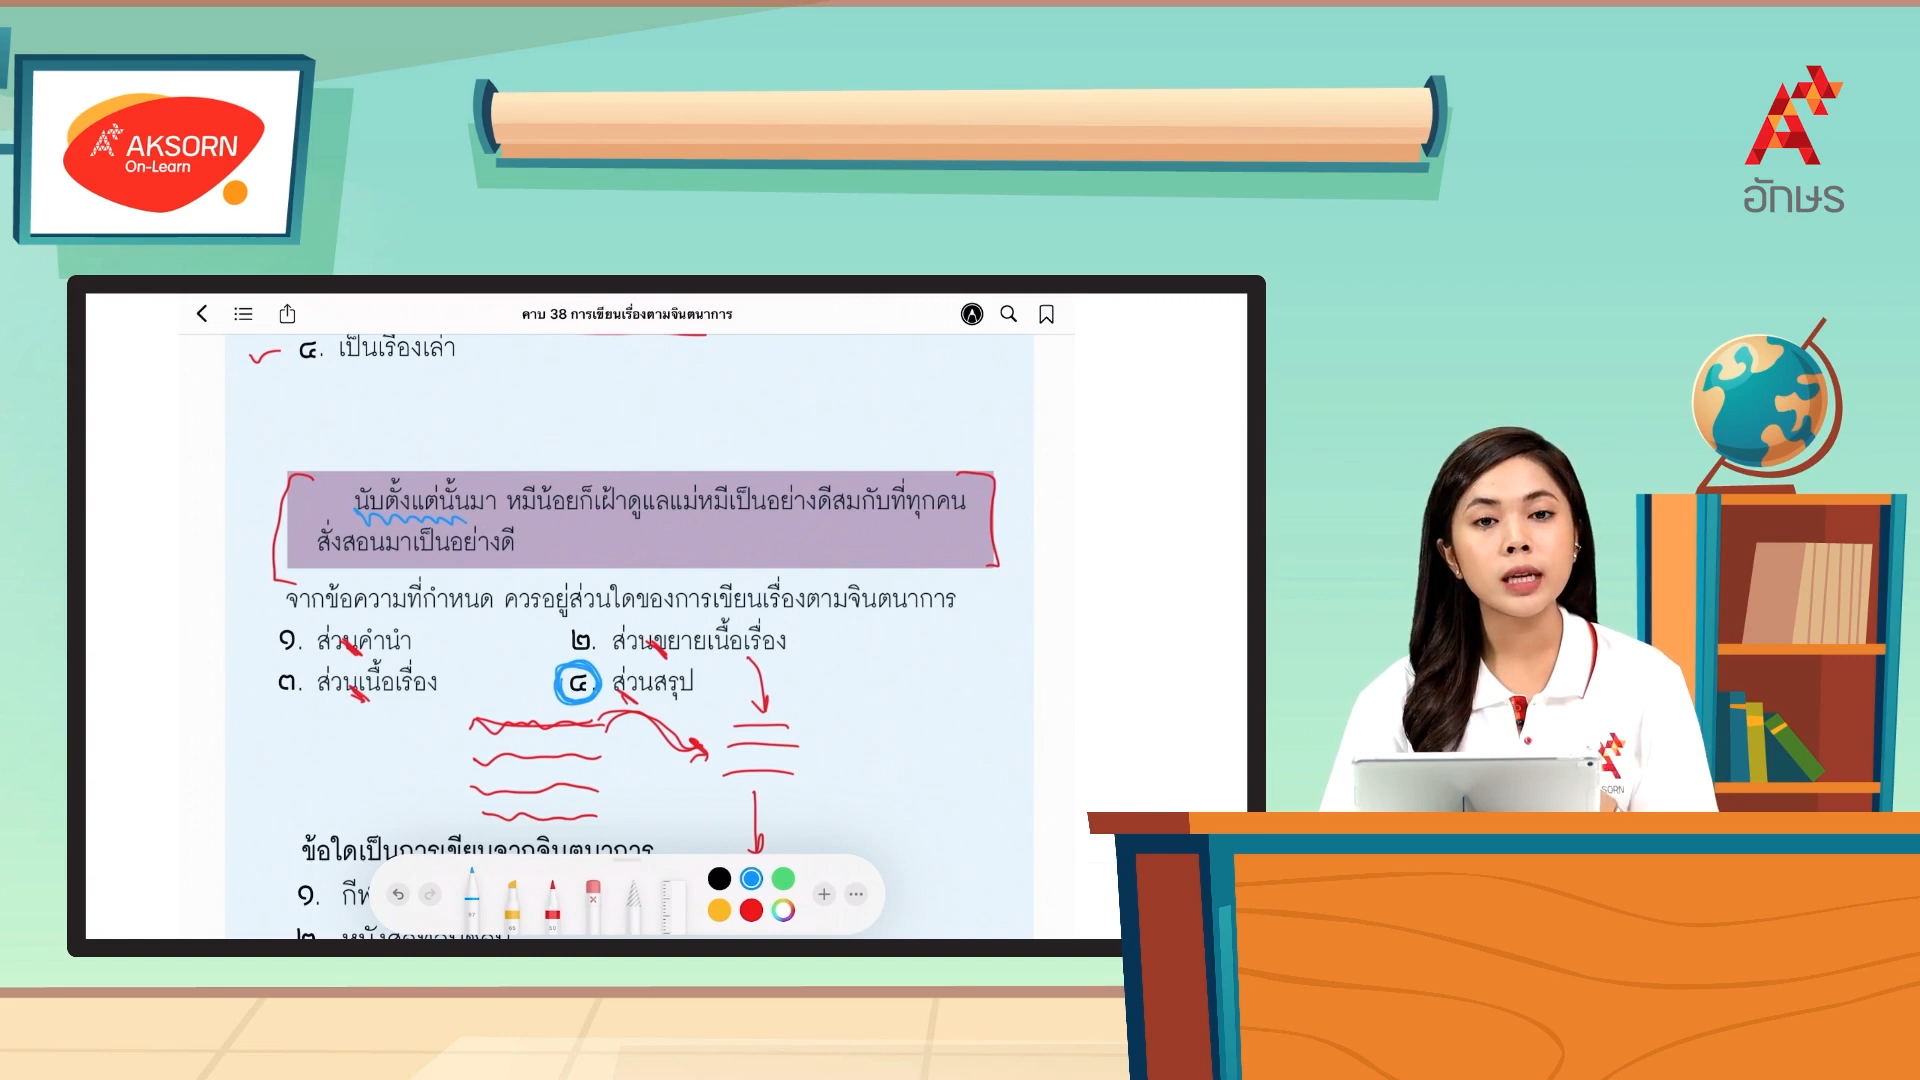 AKSORN
On-Learn
อักษร
คาบ 38 การเขียนเรื่องตามจินตนาการ
๔. เป็นเรื่องเล่า
นับตั้งแต่นั้นมา หมีน้อยก็เฝ้าดูแลแม่หมีเป็นอย่างดีสมกับที่ทุกคน
สั่งสอนมาเป็นอย่างดี
จากข้อความที่กำหนด ควรอยู่ส่วนใดของการเขียนเรื่องตามจินตนาการ
๑. ส่วนคำนำ ๒. ส่วนขยายเนื้อเรื่อง
๓. ส่วนเนื้อเรื่อง ๔. ส่วนสรุป
ข้อใดเป็นการเขียนจากจินตนาการ
๑.
๒.
97
65
50